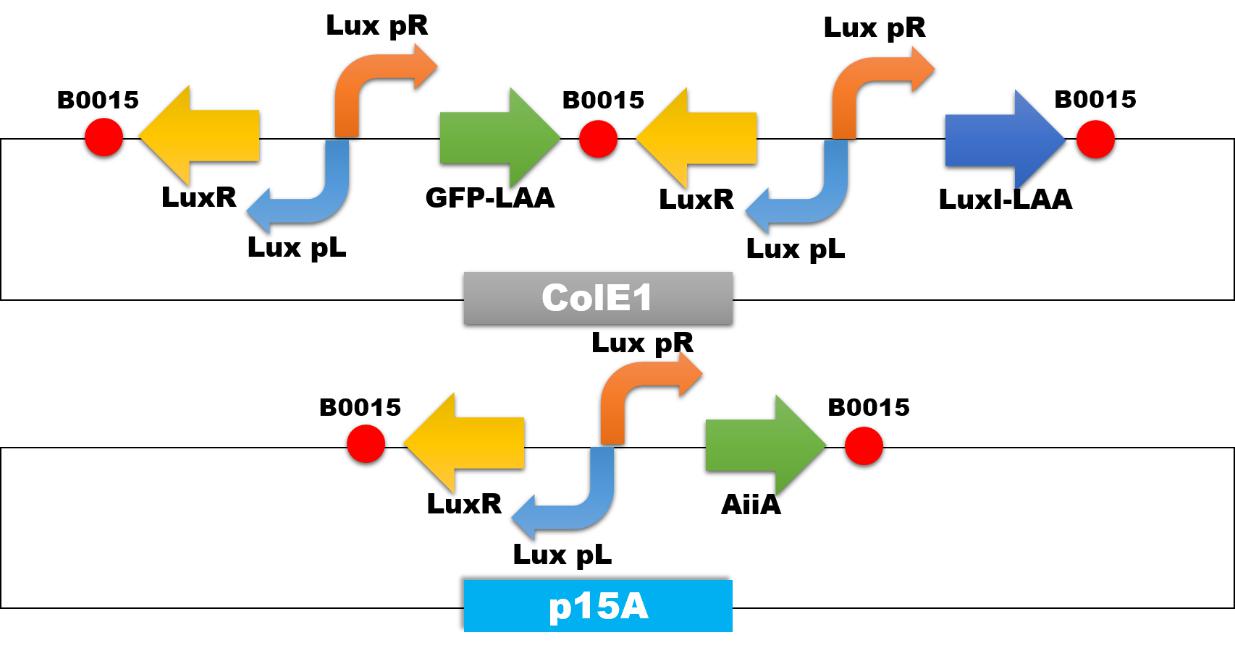 Lux pR
Lux pR
B0015
B0015
B0015
LuxR
GFP-LAA
LuxR
LuxI-LAA
Lux pL
Lux pL
ColE1
Lux pR
B0015
B0015
LuxR
AiiA
Lux pL
p15A